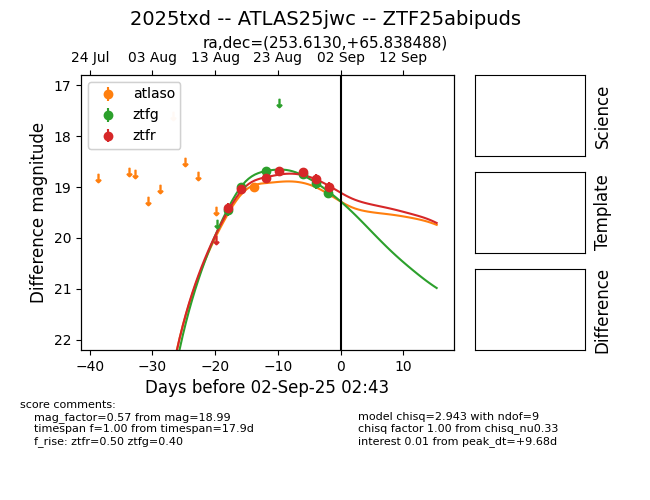 2025txd -- ATLAS25jwc -- ZTF25abipuds
ra,dec=(253.6130,+65.838488)
24 Jul 03 Aug 13 Aug 23 Aug 02 Sep 12 Sep
atlaso
ztfg
ztfr
17
18
19
20
21
22
Difference magnitude
−40 −30 −20 −10 0 10
Days before 02-Sep-25 02:43
Science
Template
Difference
score comments:
mag_factor=0.57 from mag=18.99
timespan f=1.00 from timespan=17.9d
f_rise: ztfr=0.50 ztfg=0.40
model chisq=2.943 with ndof=9
chisq factor 1.00 from chisq_nu0.33
interest 0.01 from peak_dt=+9.68d